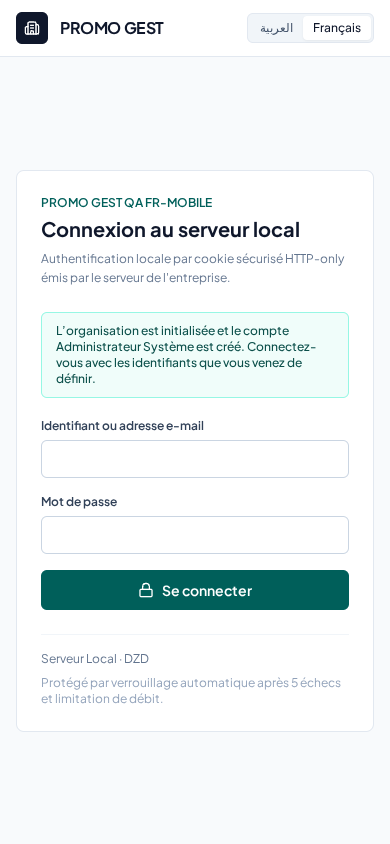 PROMO GEST
العربية
Français
PROMO GEST QA FR-MOBILE
Connexion au serveur local
Authentification locale par cookie sécurisé HTTP-only
émis par le serveur de l'entreprise.
L'organisation est initialisée et le compte
Administrateur Système est créé. Connectez-
vous avec les identifiants que vous venez de
définir.
Identifiant ou adresse e-mail
Mot de passe
Se connecter
Serveur Local · DZD
Protégé par verrouillage automatique après 5 échecs
et limitation de débit.